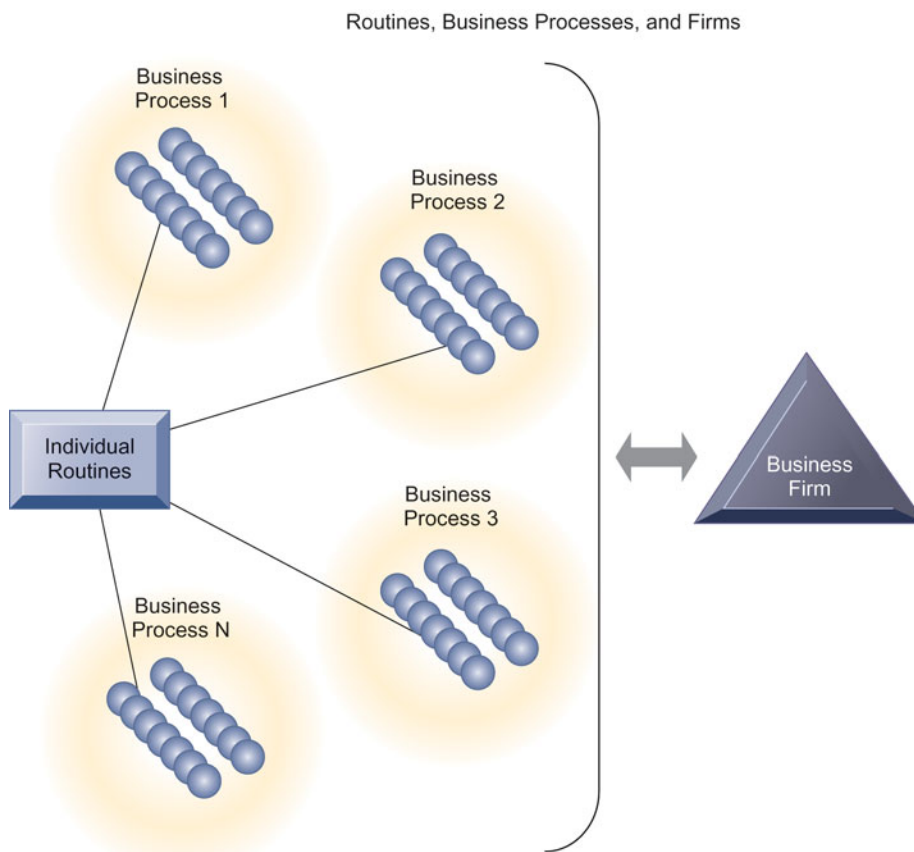 Routines, Business Processes, and Firms
Business
Process 1
Business
Process 2
Individual
Routines
Business
Firm
Business
Process 3
Business
Process N